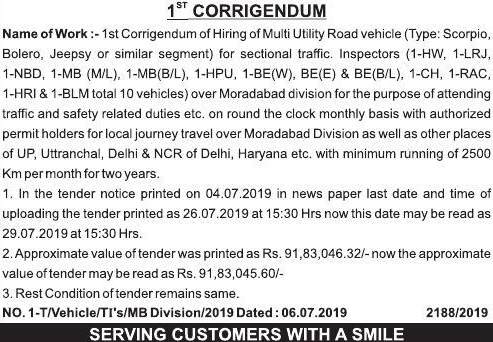 1ST CORRIGENDUM
Name of Work :- 1st Corrigendum of Hiring of Multi Utility Road vehicle (Type: Scorpio,
Bolero, Jeepsy or similar segment) for sectional traffic. Inspectors (1-HW, 1-LRJ,
1-NBD, 1-MB (M/L), 1-MB(B/L), 1-HPU, 1-BE(W), BE(E) & BE(B/L), 1-CH, 1-RAC,
1-HRI & 1-BLM total 10 vehicles) over Moradabad division for the purpose of attending
traffic and safety related duties etc. on round the clock monthly basis with authorized
permit holders for local journey travel over Moradabad Division as well as other places
of UP, Uttranchal, Delhi & NCR of Delhi, Haryana etc. with minimum running of 2500
Km per month for two years.
1. In the tender notice printed on 04.07.2019 in news paper last date and time of
uploading the tender printed as 26.07.2019 at 15:30 Hrs now this date may be read as
29.07.2019 at 15:30 Hrs.
2. Approximate value of tender was printed as Rs. 91,83,046.32/- now the approximate
value of tender may be read as Rs. 91,83,045.60/-
3. Rest Condition of tender remains same.
NO. 1-T/Vehicle/TI's/MB Division/2019 Dated : 06.07.2019 2188/2019
SERVING CUSTOMERS WITH A SMILE